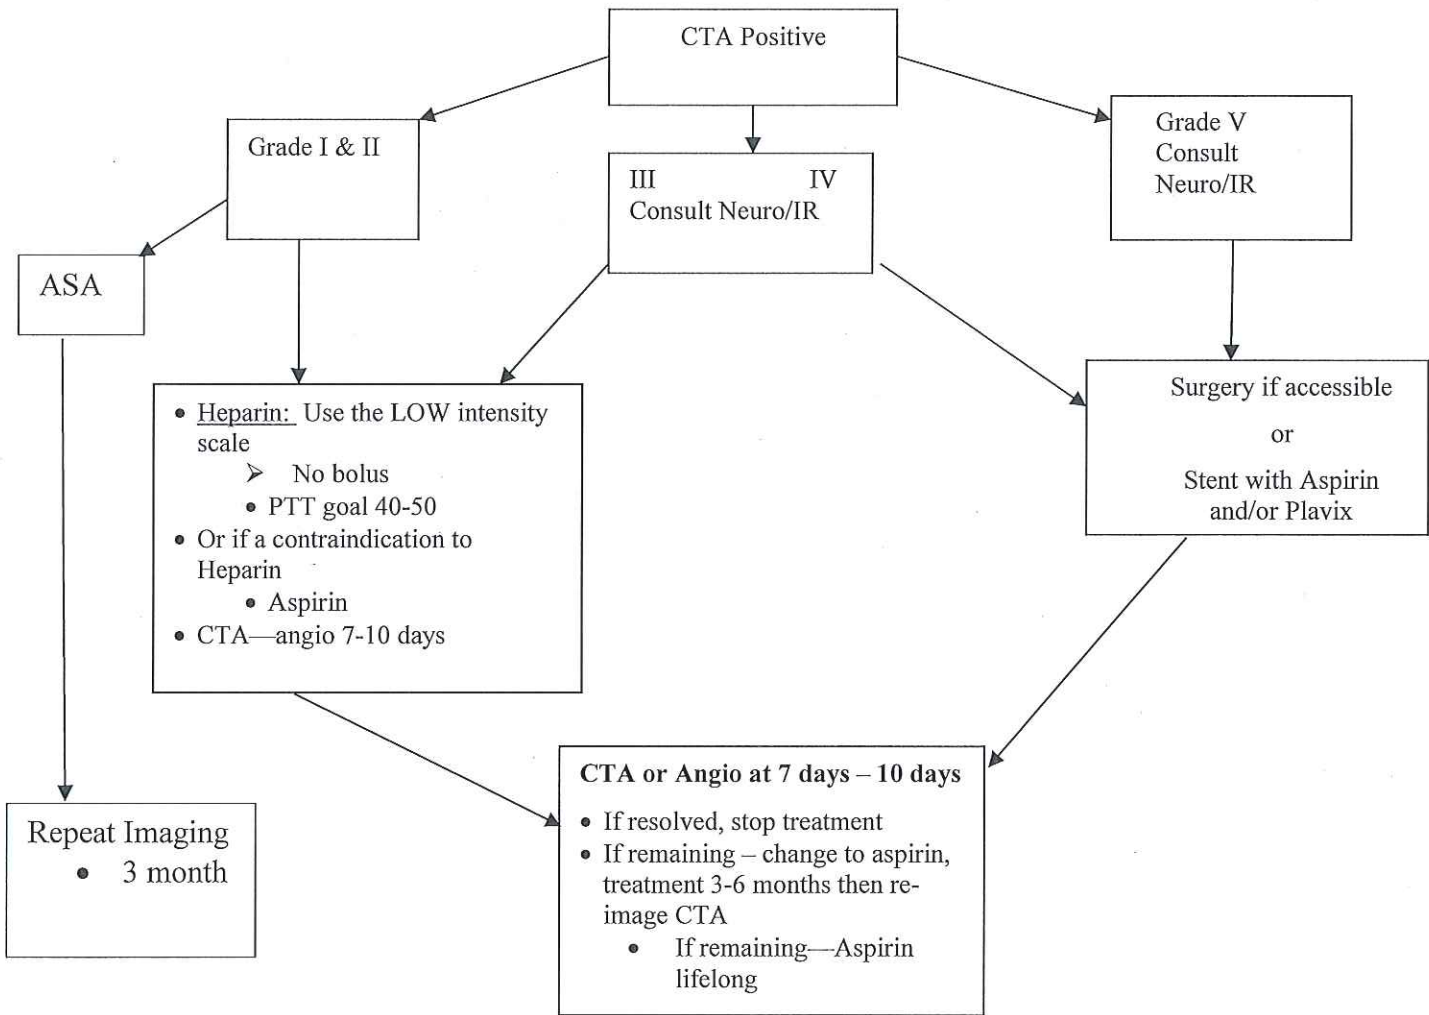 CTA Positive
Grade I & II
III IV
Consult Neuro/IR
Grade V
Consult
Neuro/IR
ASA
• Heparin: Use the LOW intensity
scale
➢ No bolus
• PTT goal 40-50
• Or if a contraindication to
Heparin
• Aspirin
• CTA—angio 7-10 days
Surgery if accessible
or
Stent with Aspirin
and/or Plavix
Repeat Imaging
• 3 month
CTA or Angio at 7 days – 10 days
• If resolved, stop treatment
• If remaining – change to aspirin,
treatment 3-6 months then re-
image CTA
• If remaining—Aspirin
lifelong